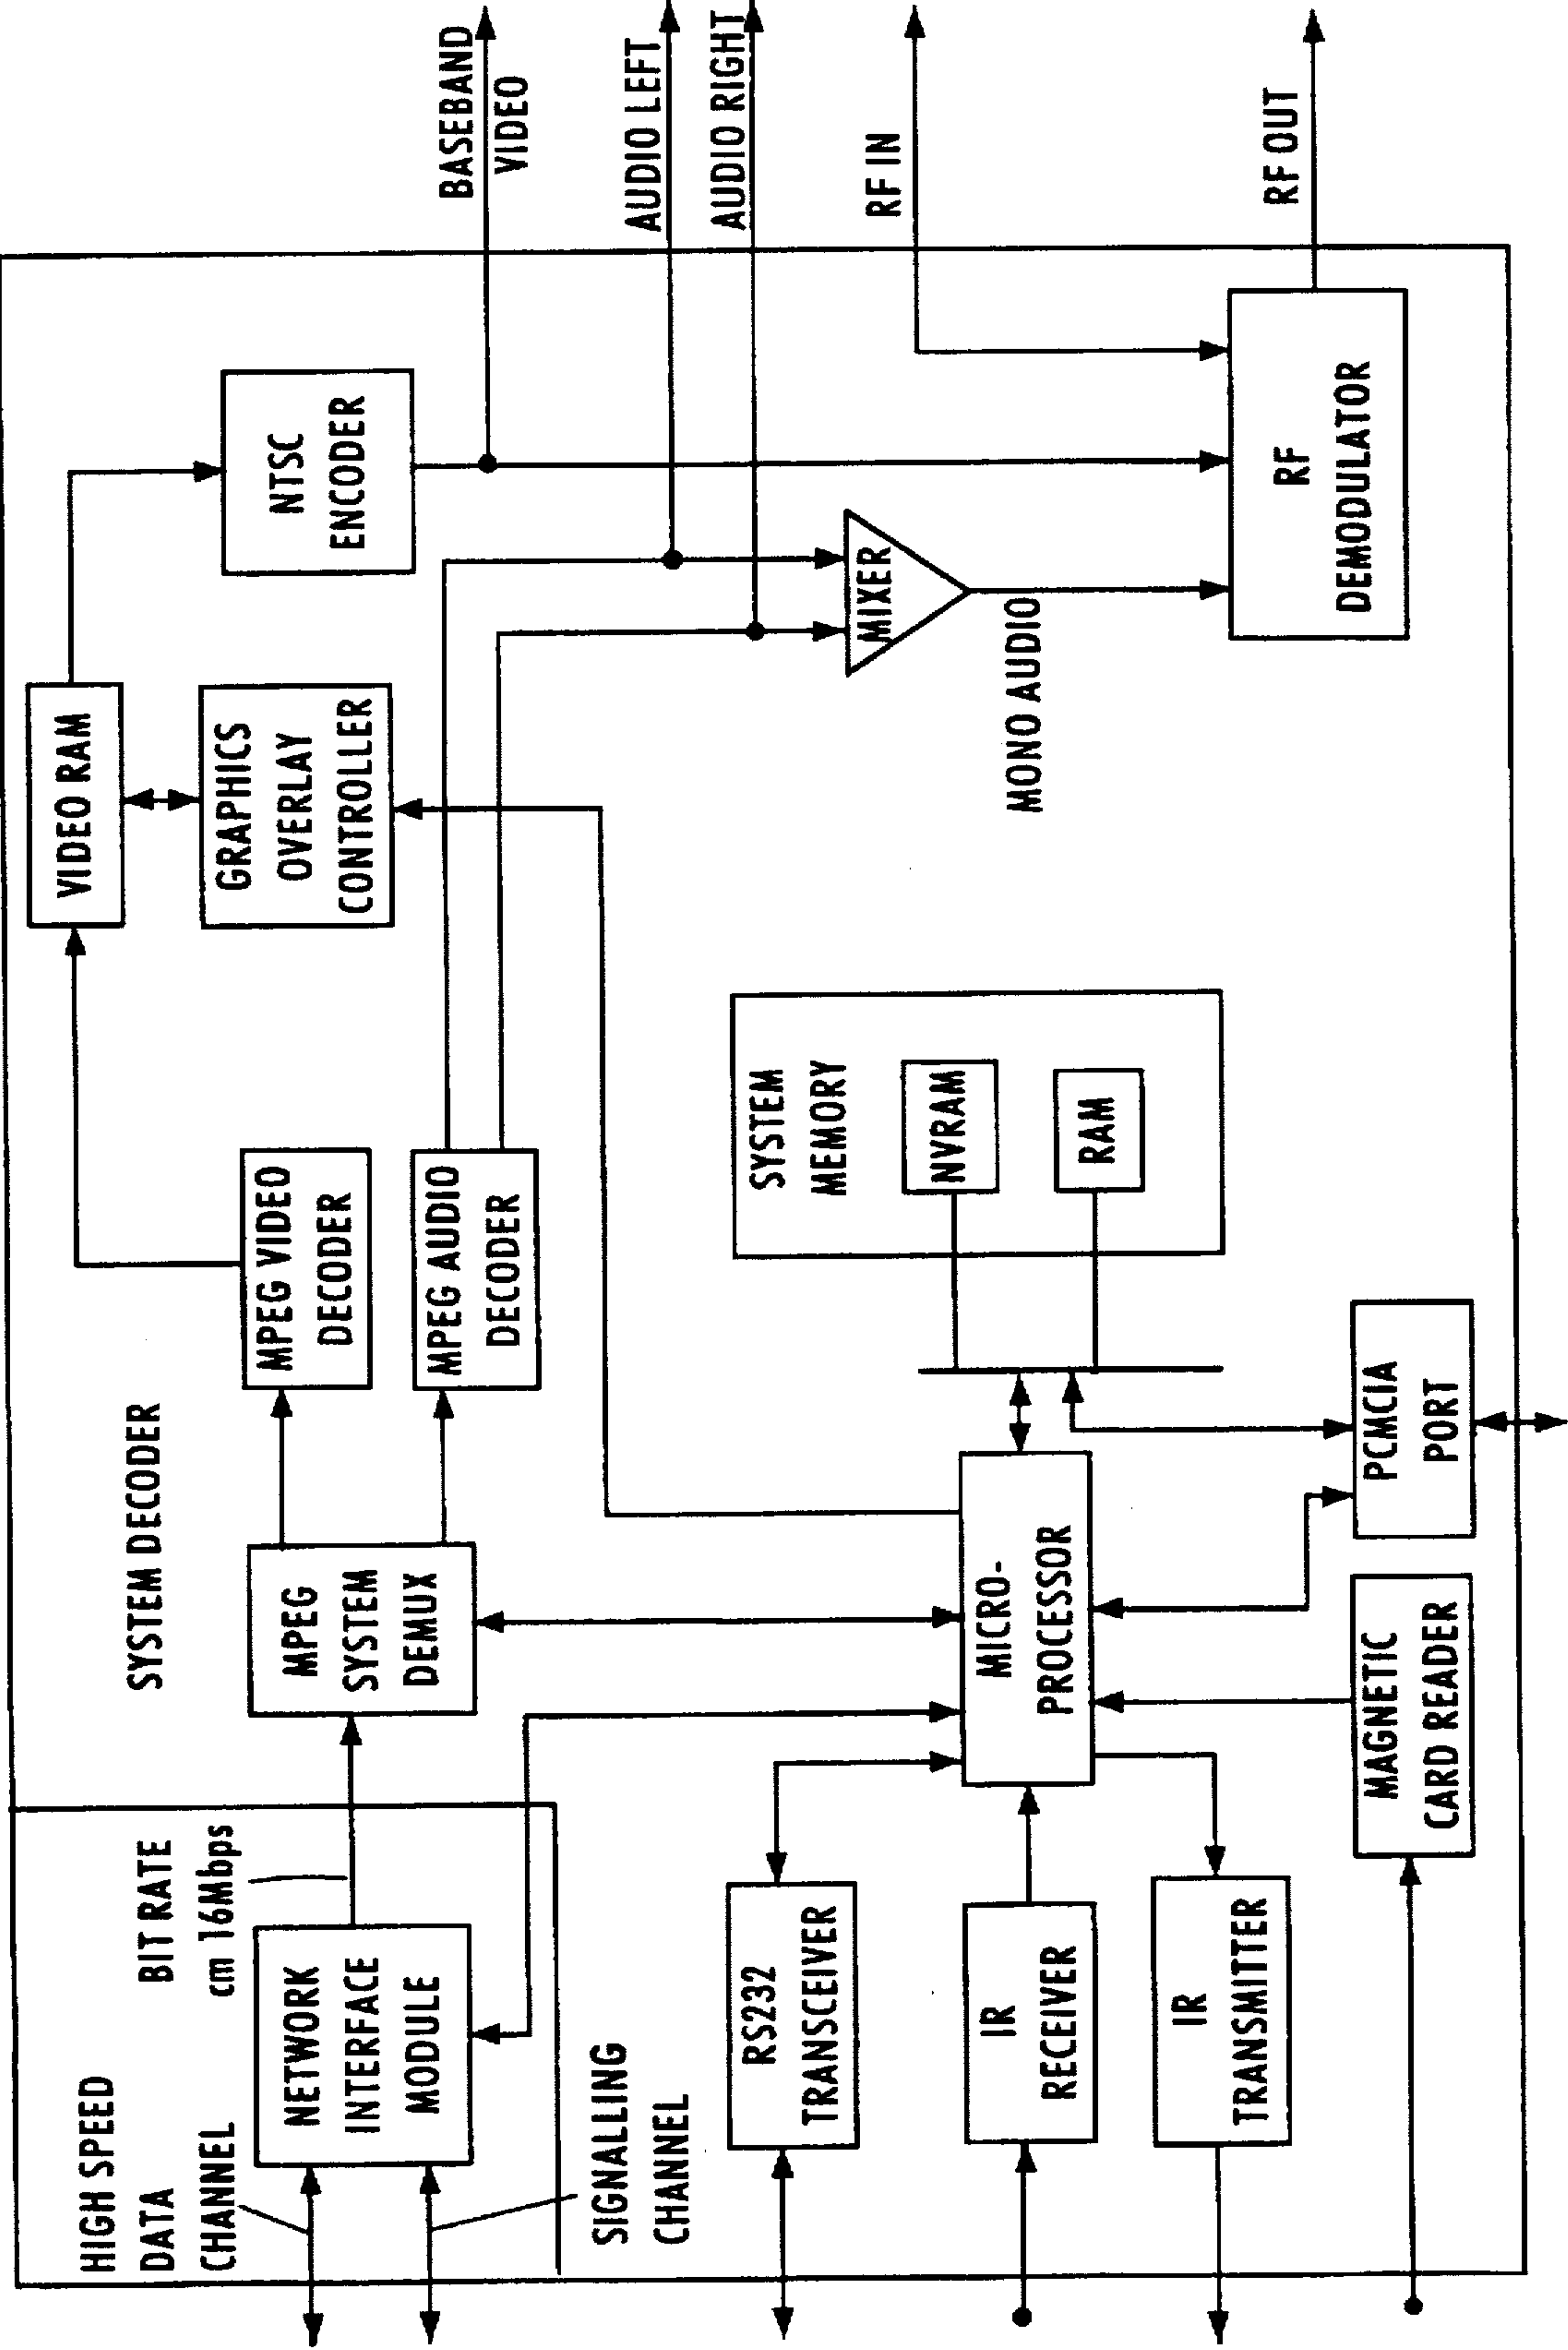 HIGH SPEED
DATA
CHANNEL
BIT RATE
cm 16Mbps
NETWORK
INTERFACE
MODULE
SIGNALLING
CHANNEL
SYSTEM DECODER
MPEG
SYSTEM
DEMUX
MPEG VIDEO
DECODER
MPEG AUDIO
DECODER
VIDEO RAM
GRAPHICS
OVERLAY
CONTROLLER
NTSC
ENCODER
BASEBAND
VIDEO
AUDIO LEFT
AUDIO RIGHT
RF IN
RF OUT
MIXER
MONO AUDIO
RF
DEMODULATOR
SYSTEM
MEMORY
NVRAM
RAM
RS232
TRANSCEIVER
IR
RECEIVER
IR
TRANSMITTER
MICRO-
PROCESSOR
MAGNETIC
CARD READER
PCMCIA
PORT